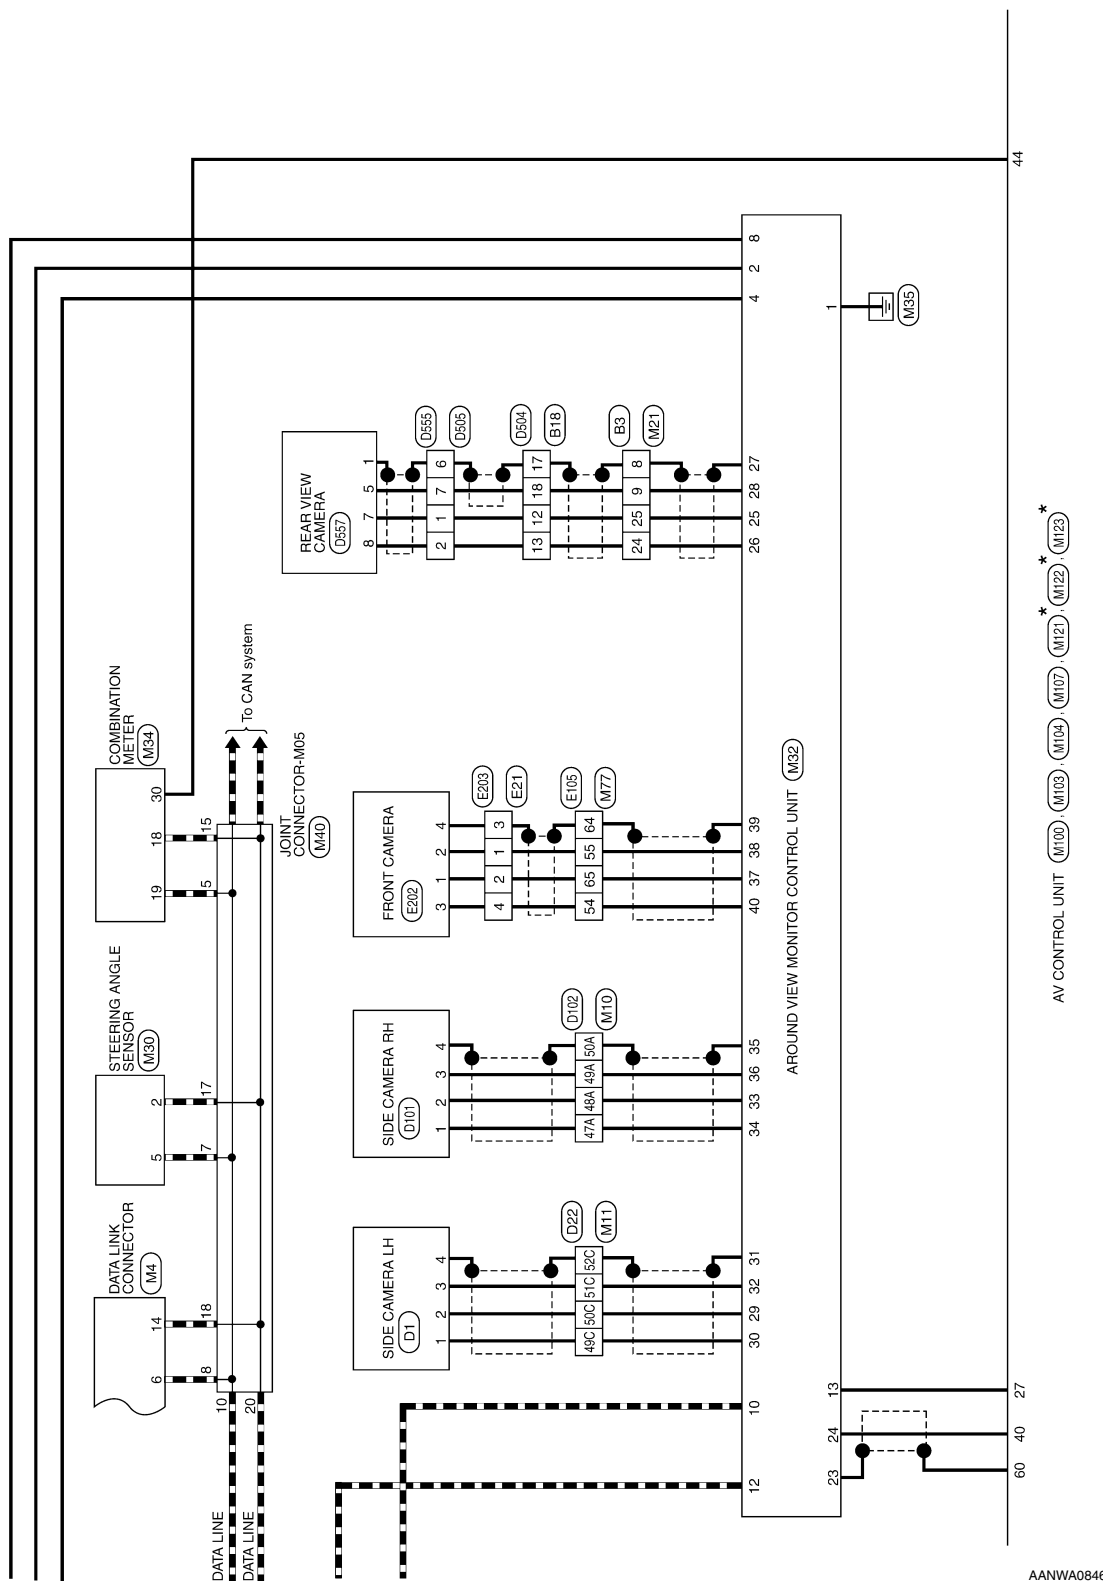 DATA LINE
DATA LINE
DATA LINK
CONNECTOR
M4
6
14
8
18
10
20
STEERING ANGLE
SENSOR
M30
5
2
7
17
COMBINATION
METER
M34
19
18
30
5
15
JOINT
CONNECTOR-M05
M40
To CAN system
SIDE CAMERA LH
D1
1
2
3
4
D22
M11
49C
50C
51C
52C
30
29
32
31
SIDE CAMERA RH
D101
1
2
3
4
D102
M10
47A
48A
49A
50A
34
33
36
35
FRONT CAMERA
E202
3
1
2
4
E203
E21
4
2
1
3
E105
M77
54
65
55
64
40
37
38
39
REAR VIEW
CAMERA
D557
8
7
5
1
D555
D505
2
1
7
6
D504
B18
13
12
18
17
B3
M21
24
25
9
8
26
25
28
27
12
10
4
2
8
AROUND VIEW MONITOR CONTROL UNIT M32
23
24
13
1
M35
60
40
27
44
AV CONTROL UNIT M100 , M103 , M104 , M107 , M121* , M122* , M123*
AANWA0846